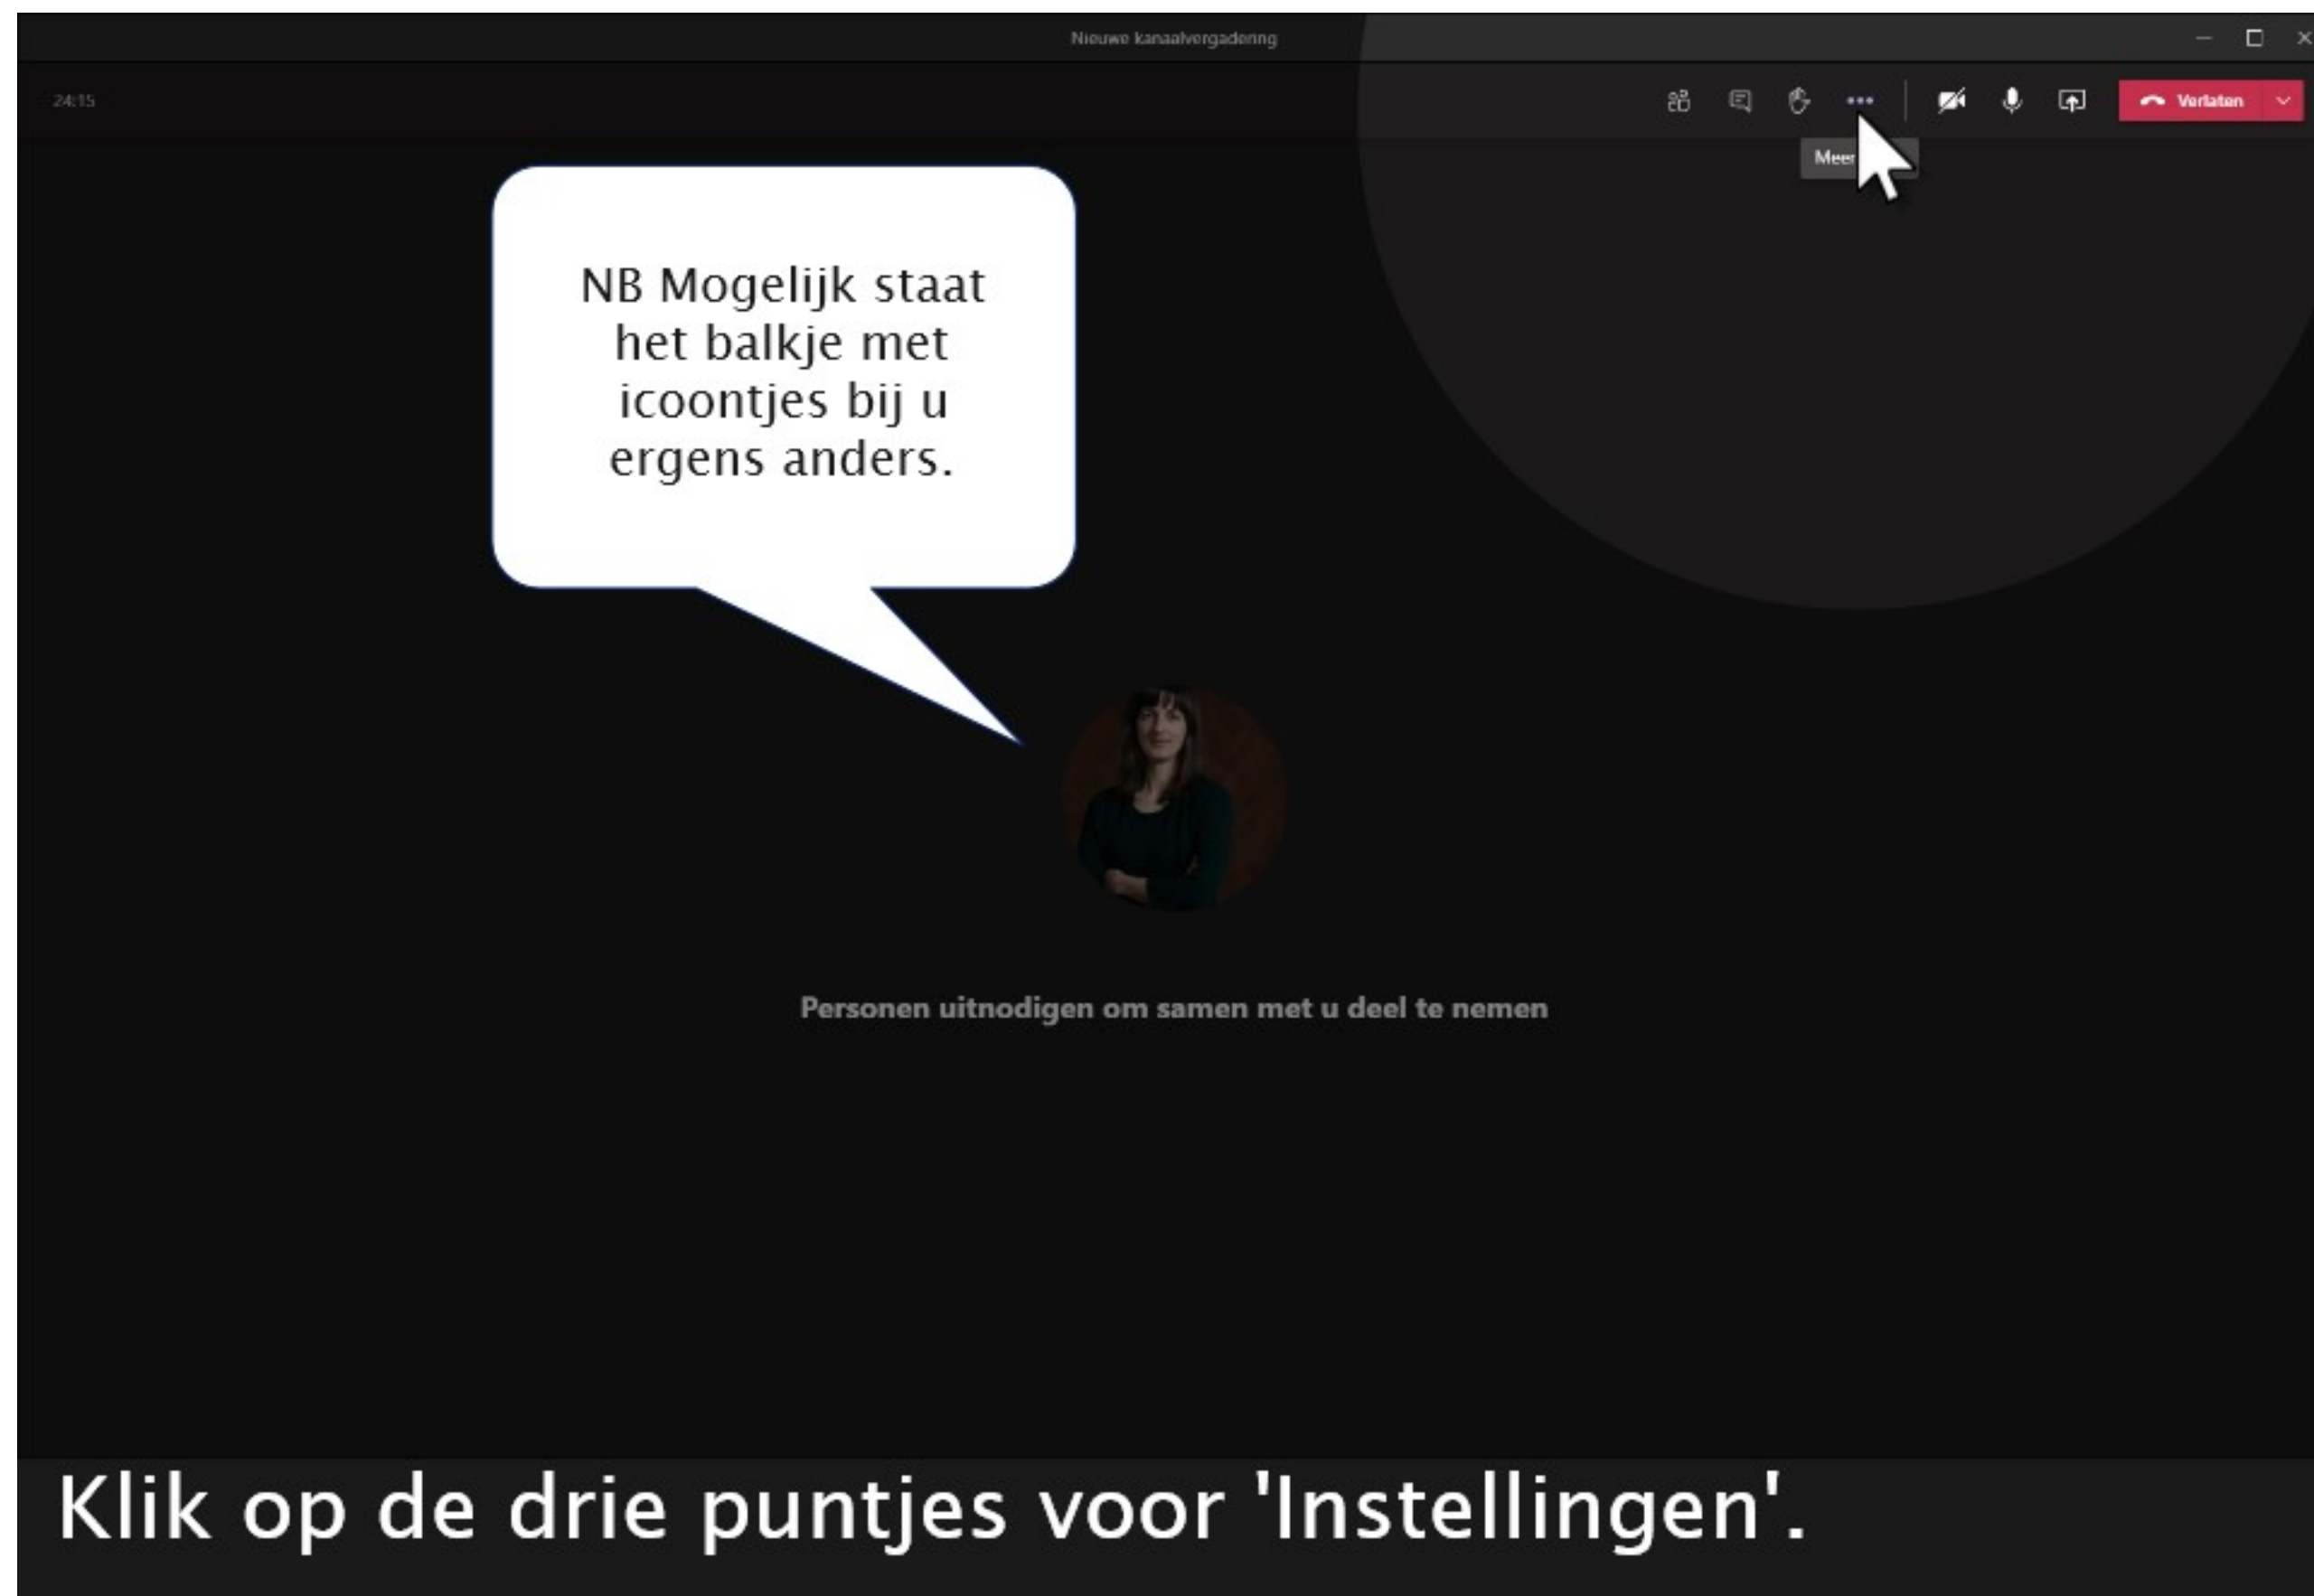 Nieuwe kanaalvergadering
24:15
Verlaten
Meer
NB Mogelijk staat
het balkje met
icoontjes bij u
ergens anders.
Personen uitnodigen om samen met u deel te nemen
Klik op de drie puntjes voor 'Instellingen'.